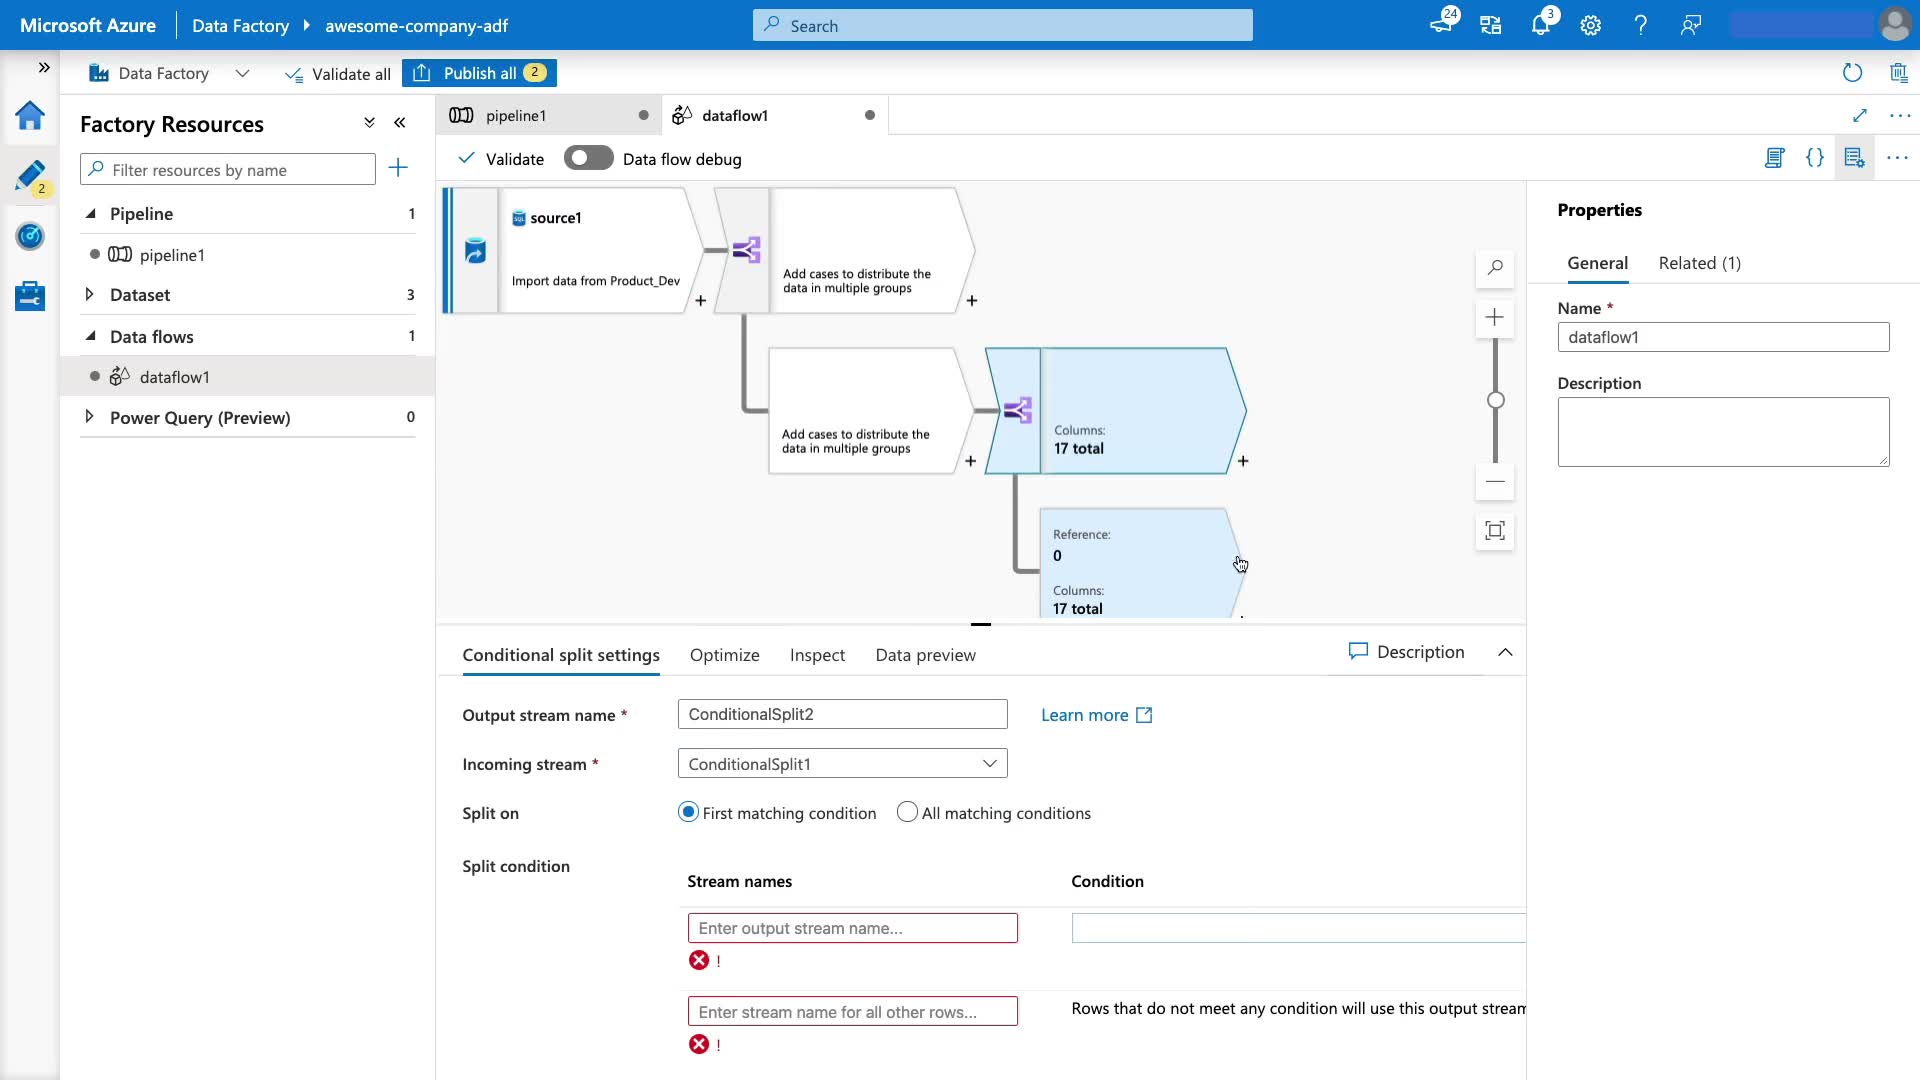 Microsoft Azure
Data Factory
awesome-company-adf
Search
24
3
Data Factory
Validate all
Publish all
2
Factory Resources
pipeline1
dataflow1
2
Filter resources by name
Validate
Data flow debug
Pipeline
1
pipeline1
Dataset
3
Data flows
1
dataflow1
Power Query (Preview)
0
SQL
source1
Import data from Product_Dev
Add cases to distribute the
data in multiple groups
Add cases to distribute the
data in multiple groups
Columns:
17 total
Reference:
0
Columns:
17 total
Properties
General
Related (1)
Name *
dataflow1
Description
Conditional split settings
Optimize
Inspect
Data preview
Description
Output stream name *
ConditionalSplit2
Learn more
Incoming stream *
ConditionalSplit1
Split on
First matching condition
All matching conditions
Split condition
Stream names
Condition
Enter output stream name...
!
Enter stream name for all other rows...
Rows that do not meet any condition will use this output stream
!